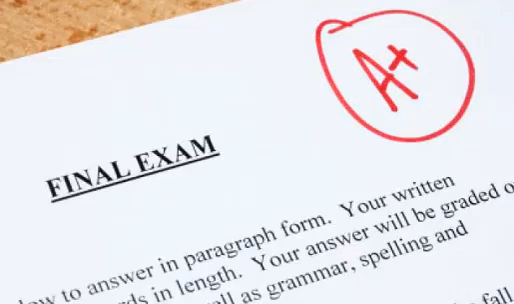 A+
FINAL EXAM
to answer in paragraph form. Your written
in length. Your answer will be graded
as grammar, spelling and